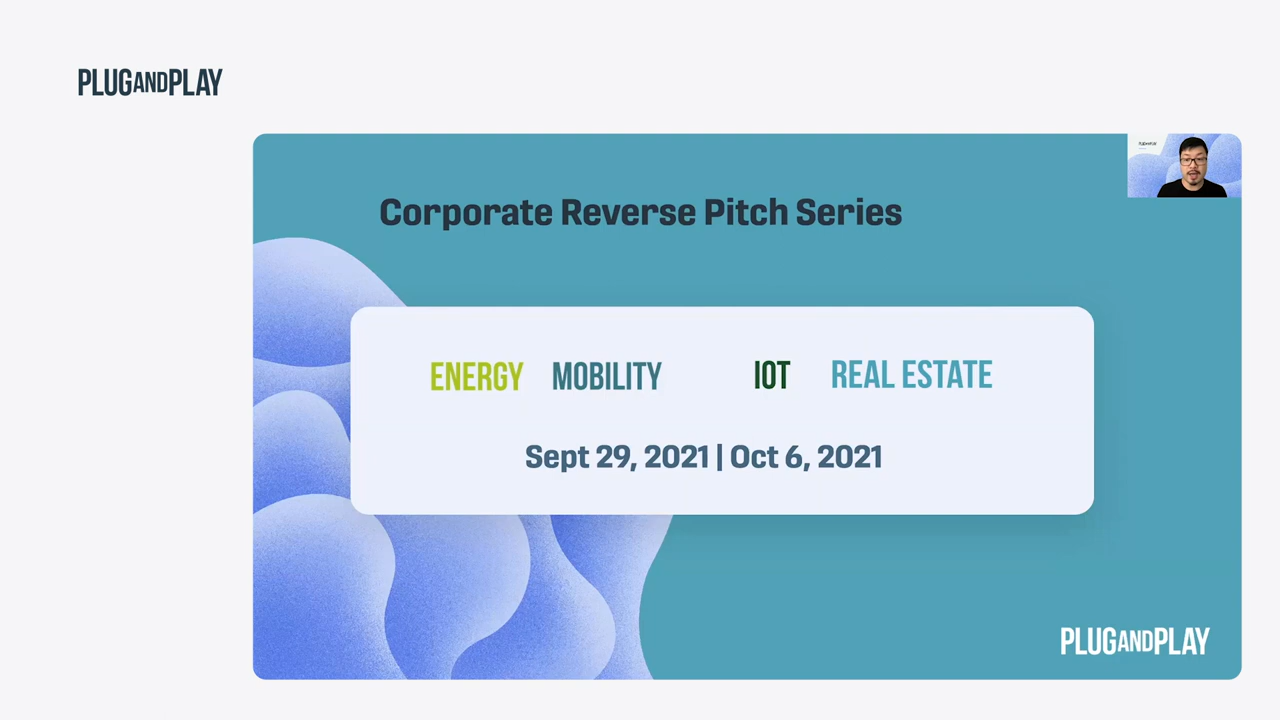 PLUGANDPLAY
Corporate Reverse Pitch Series
ENERGY MOBILITY IOT REAL ESTATE
Sept 29, 2021 | Oct 6, 2021
PLUGANDPLAY